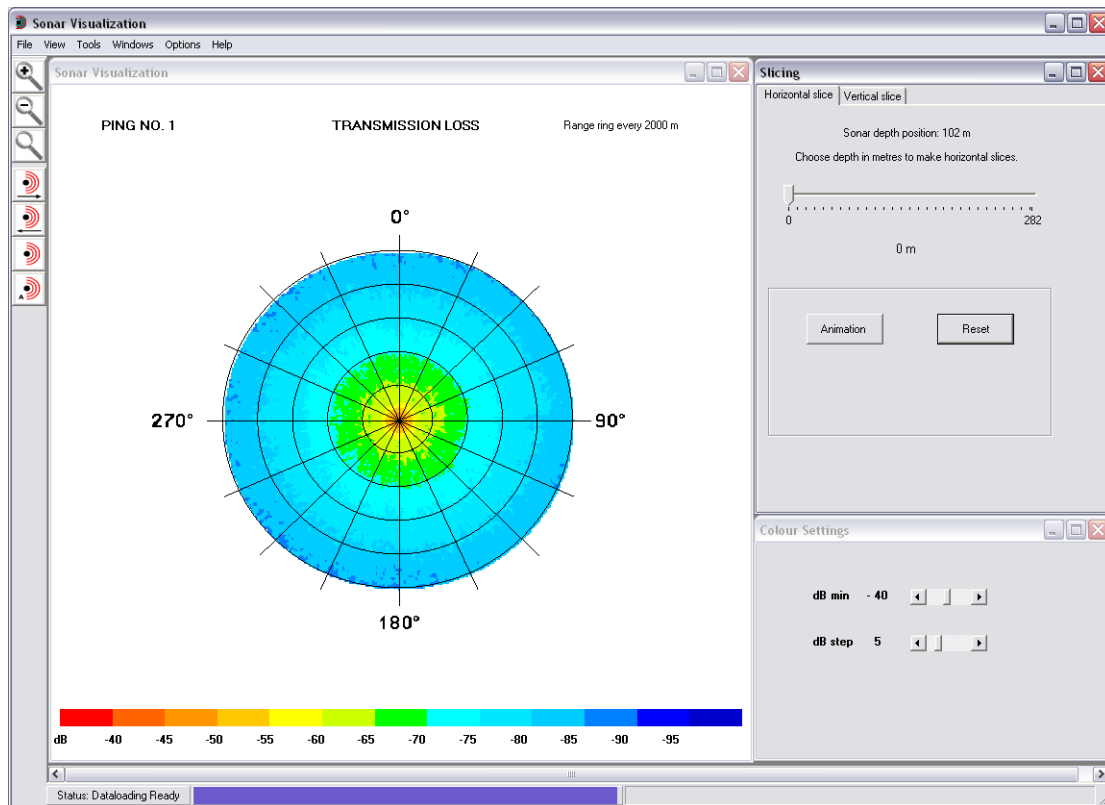 Sonar Visualization
File View Tools Windows Options Help
Sonar Visualization
PING NO. 1 TRANSMISSION LOSS Range ring every 2000 m
0°
270° 90°
180°
dB -40 -45 -50 -55 -60 -65 -70 -75 -80 -85 -90 -95
Slicing
Horizontal slice Vertical slice
Sonar depth position: 102 m
Choose depth in metres to make horizontal slices.
0 282
0 m
Animation Reset
Colour Settings
dB min - 40
dB step 5
A
Status: Dataloading Ready